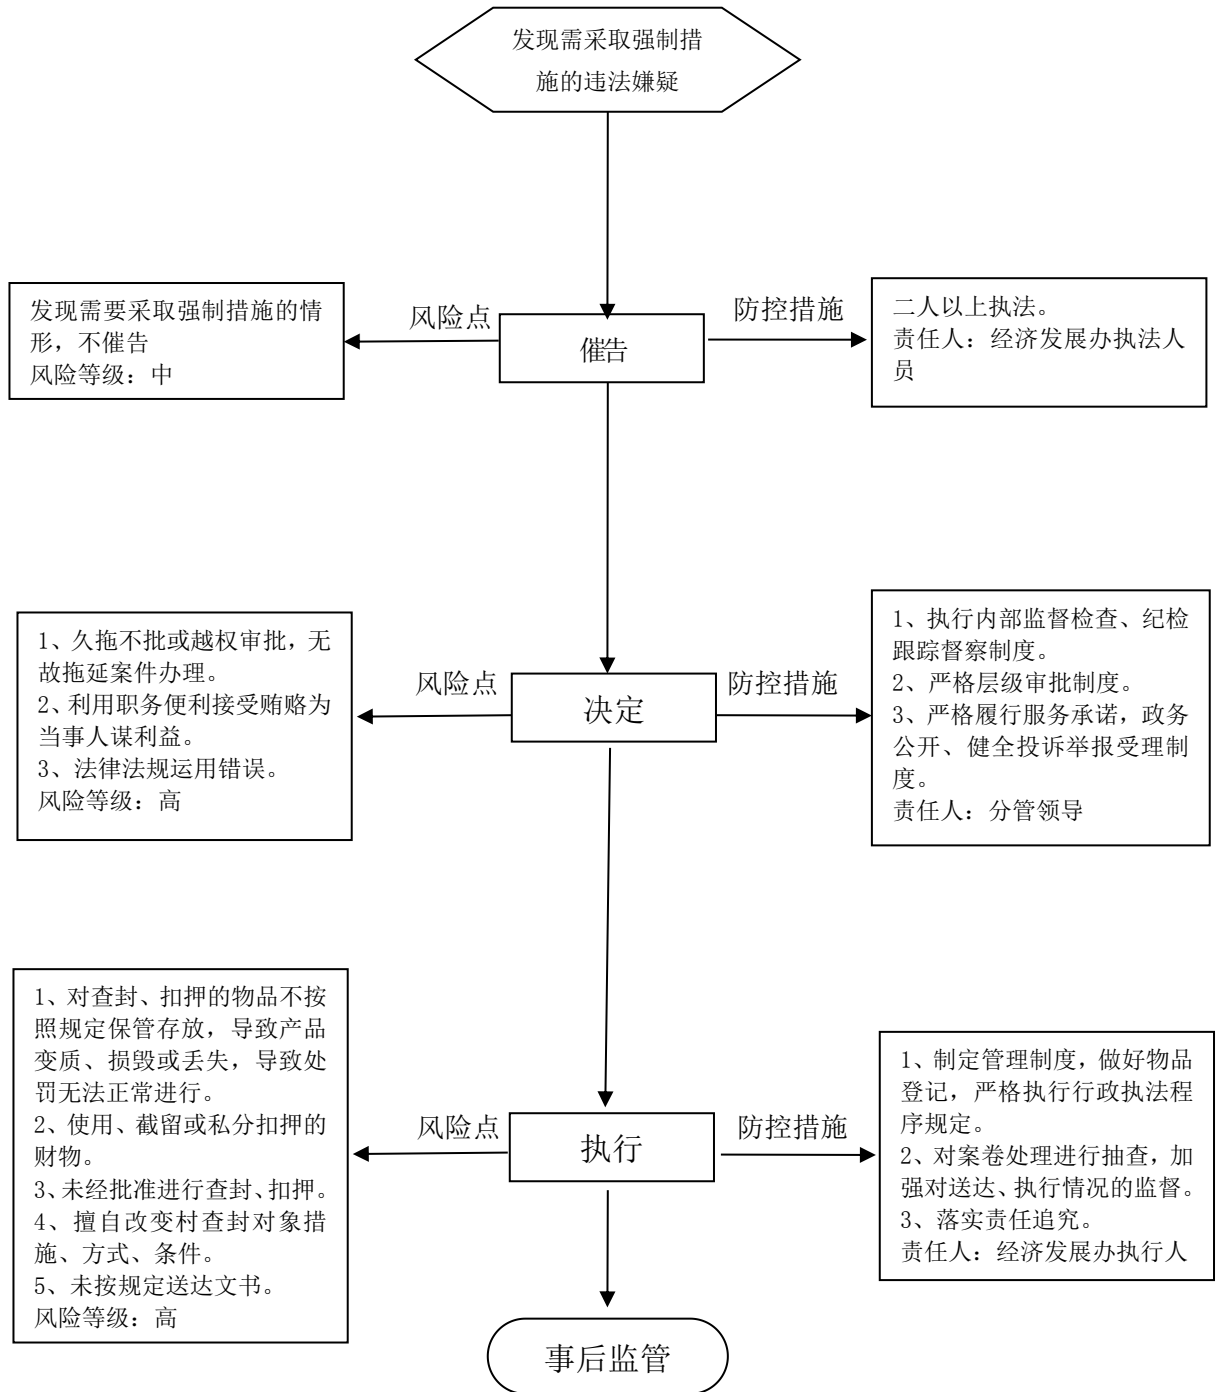 发现需采取强制措
施的违法嫌疑
发现需要采取强制措施的情
形，不催告
风险等级：中
风险点
催告
防控措施
二人以上执法。
责任人：经济发展办执法人
员
1、久拖不批或越权审批，无
故拖延案件办理。
2、利用职务便利接受贿赂为
当事人谋利益。
3、法律法规运用错误。
风险等级：高
风险点
决定
防控措施
1、执行内部监督检查、纪检
跟踪督察制度。
2、严格层级审批制度。
3、严格履行服务承诺，政务
公开、健全投诉举报受理制
度。
责任人：分管领导
1、对查封、扣押的物品不按
照规定保管存放，导致产品
变质、损毁或丢失，导致处
罚无法正常进行。
2、使用、截留或私分扣押的
财物。
3、未经批准进行查封、扣押。
4、擅自改变村查封对象措
施、方式、条件。
5、未按规定送达文书。
风险等级：高
风险点
执行
防控措施
1、制定管理制度，做好物品
登记，严格执行行政执法程
序规定。
2、对案卷处理进行抽查，加
强对送达、执行情况的监督。
3、落实责任追究。
责任人：经济发展办执行人
事后监管